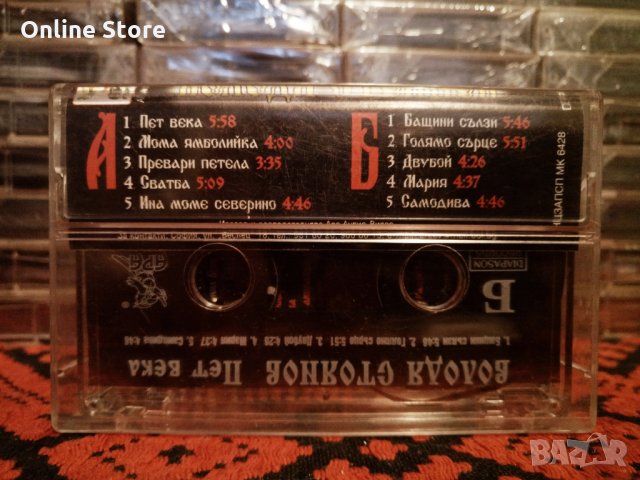 Online Store
А
1 Пет века 5:58
2 Мома ямболийка 4:00
3 Превари петела 3:35
4 Сватба 5:09
5 Ина моме северино 4:46
Б
1 Бащини сълзи 5:46
2 Голямо сърце 5:51
3 Двубой 4:26
4 Мария 4:37
5 Самодива 4:46
ЩЗАПСП МК 6428
DIAPASON
Б
1. Бащини сълзи 5:46 2. Голямо сърце 5:51 3. Двубой 4:26 4. Мария 4:37 5. Самодива 4:46
ВОЛОДЯ СТОЯНОВ Пет века
BAZAR